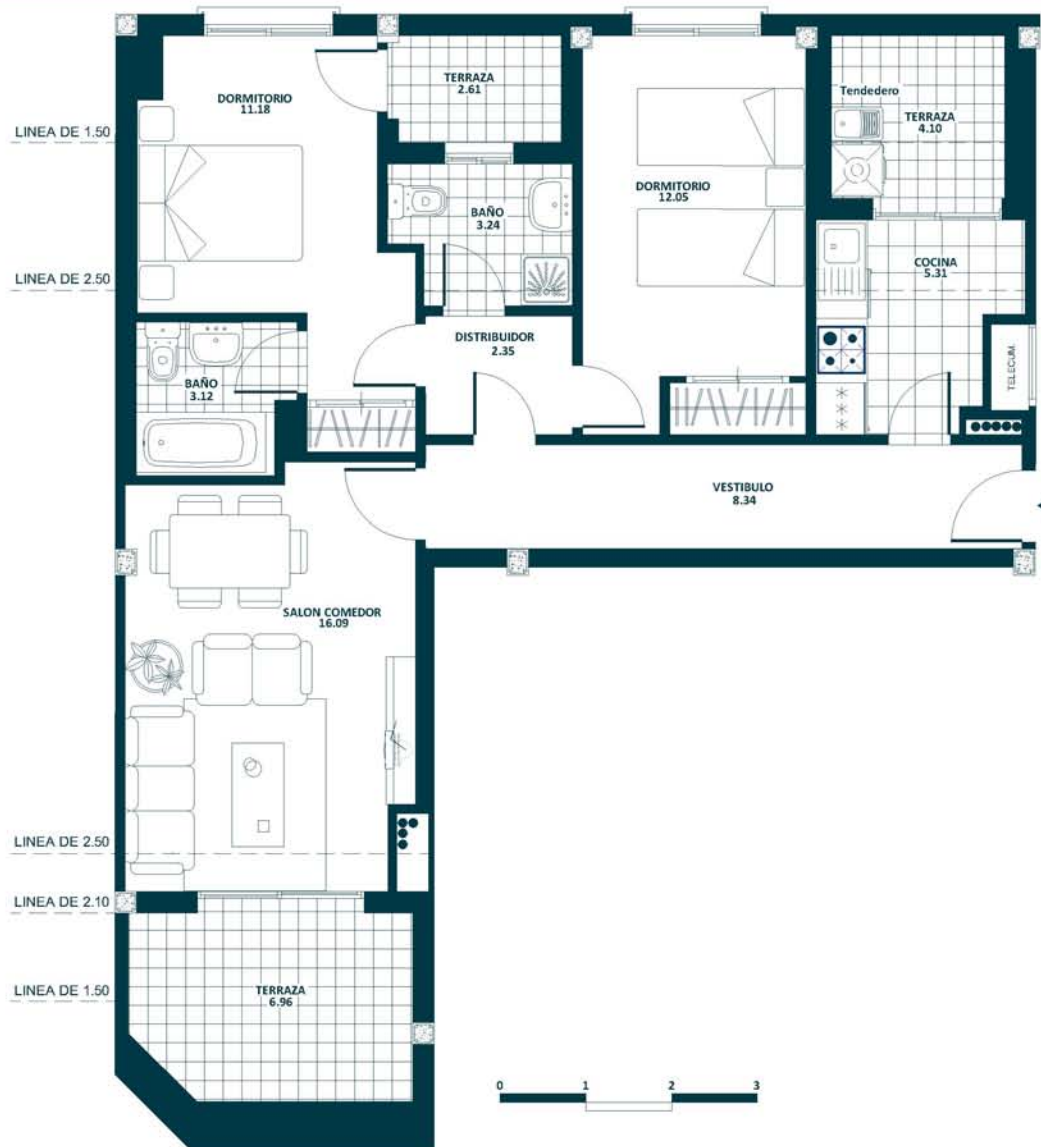 TERRAZA
2.61
DORMITORIO
11.18
Tendedero
TERRAZA
4.10
LINEA DE 1.50
DORMITORIO
12.05
BAÑO
3.24
COCINA
5.31
LINEA DE 2.50
DISTRIBUIDOR
2.35
TELECUM.
BAÑO
3.12
VESTIBULO
8.34
SALON COMEDOR
16.09
LINEA DE 2.50
LINEA DE 2.10
LINEA DE 1.50
TERRAZA
6.96
0 1 2 3